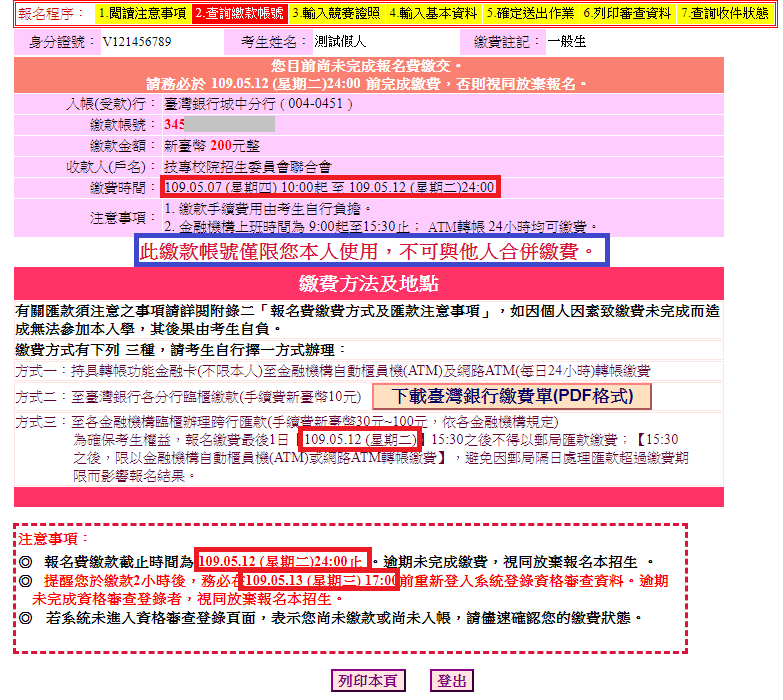 報名程序： 1.閱讀注意事項 2.查詢繳款帳號 3.輸入競賽證照 4.輸入基本資料 5.確定送出作業 6.列印審查資料 7.查詢收件狀態
身分證號： V121456789 考生姓名： 測試假人 繳費註記： 一般生
您目前尚未完成報名費繳交。
請務必於 109.05.12 (星期二)24:00 前完成繳費，否則視同放棄報名。
入帳(受款)行： 臺灣銀行城中分行 ( 004-0451 )
繳款帳號： 345
繳款金額： 新臺幣 200元整
收款人(戶名)： 技專校院招生委員會聯合會
繳費時間： 109.05.07 (星期四) 10:00起 至 109.05.12 (星期二)24:00
注意事項： 1. 繳款手續費用由考生自行負擔。
2. 金融機構上班時間為 9:00起至15:30止； ATM轉帳 24小時均可繳費。
此繳款帳號僅限您本人使用，不可與他人合併繳費。
繳費方法及地點
有關匯款須注意之事項請詳閱附錄二「報名費繳費方式及匯款注意事項」，如因個人因素致繳費未完成而造
成無法參加本入學，其後果由考生自負。
繳費方式有下列 三種，請考生自行擇一方式辦理：
方式一：持具轉帳功能金融卡(不限本人)至金融機構自動櫃員機(ATM)及網路ATM(每日24小時)轉帳繳費
方式二：至臺灣銀行各分行臨櫃繳款(手續費新臺幣10元) 下載臺灣銀行繳費單(PDF格式)
方式三：至各金融機構臨櫃辦理跨行匯款(手續費新臺幣30元~100元，依各金融機構規定)
為確保考生權益，報名繳費最後1日【109.05.12 (星期二)】15:30之後不得以郵局匯款繳費；【15:30
之後，限以金融機構自動櫃員機(ATM)或網路ATM轉帳繳費】，避免因郵局隔日處理匯款超過繳費期
限而影響報名結果。
注意事項：
◎ 報名費繳款截止時間為 109.05.12 (星期二)24:00 止 。逾期未完成繳費，視同放棄報名本招生 。
◎ 提醒您於繳款2小時後，務必在109.05.13 (星期三) 17:00前重新登入系統登錄資格審查資料。逾期
未完成資格審查登錄者，視同放棄報名本招生。
◎ 若系統未進入資格審查登錄頁面，表示您尚未繳款或尚未入帳，請儘速確認您的繳費狀態。
列印本頁 登出